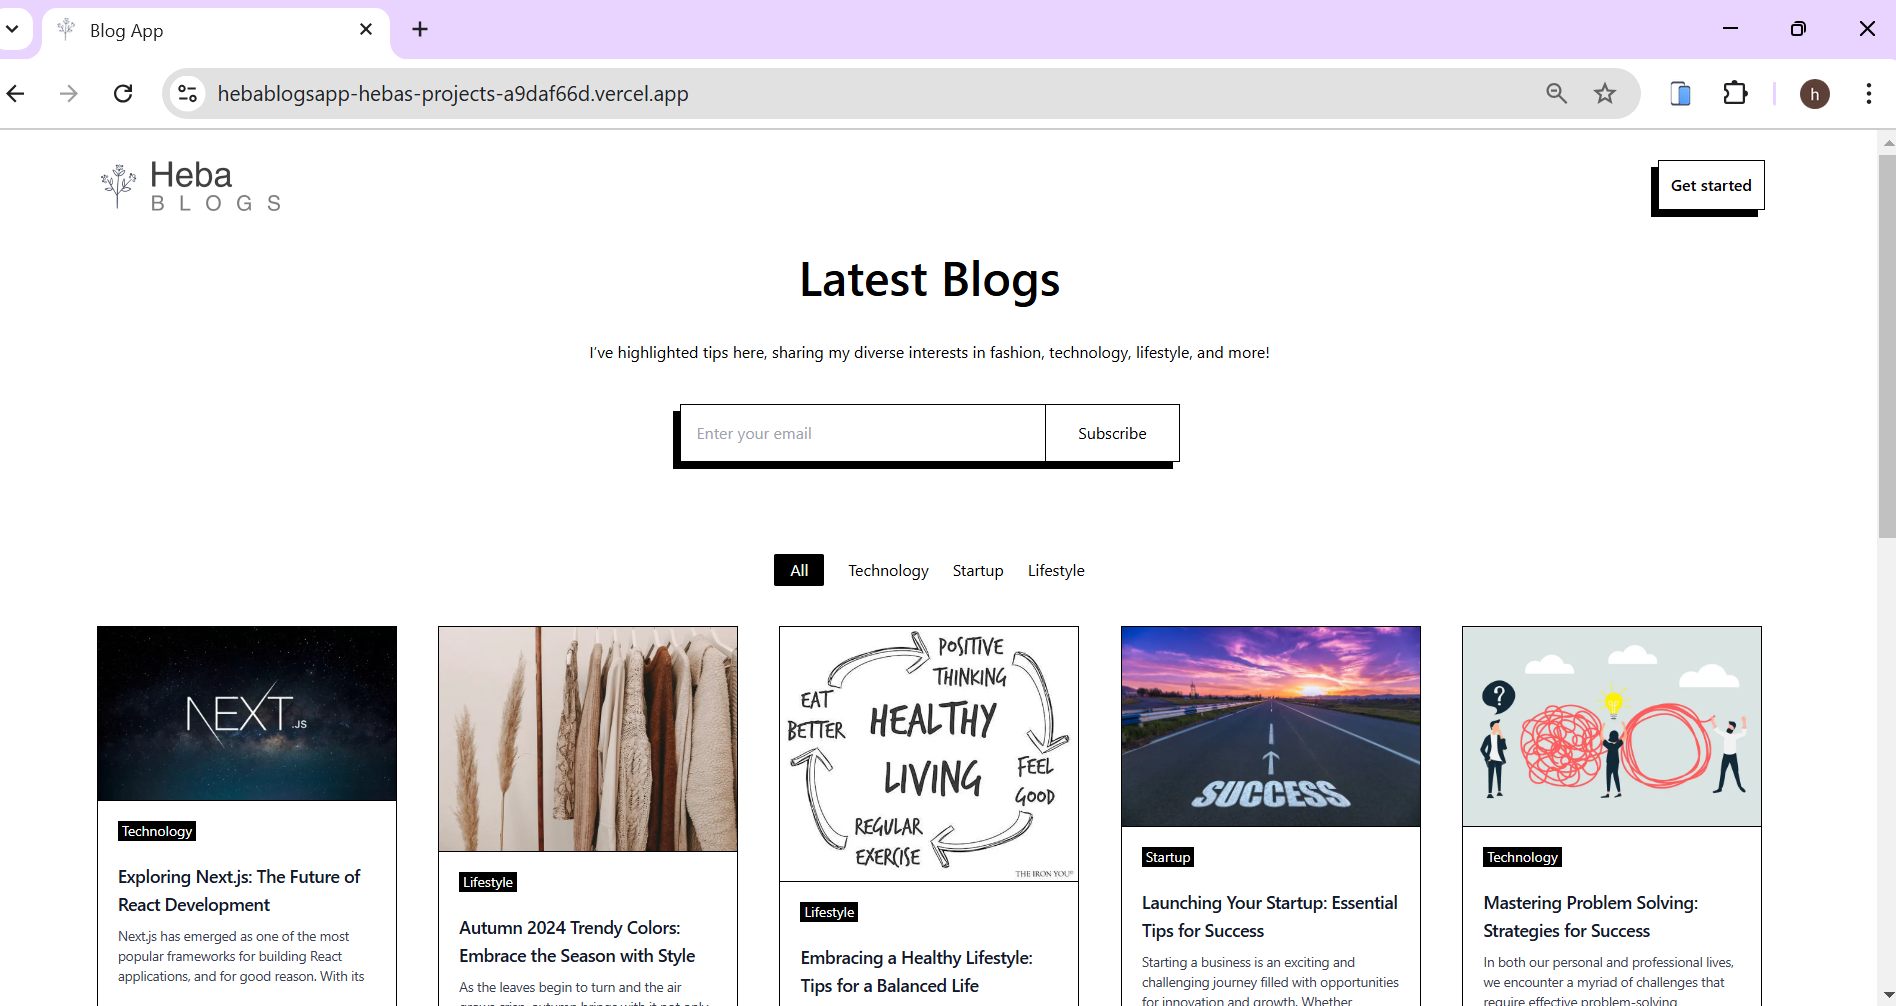 Blog App
hebablogsapp-hebas-projects-a9daf66d.vercel.app
h
Heba
BLOGS
Get started
Latest Blogs
I've highlighted tips here, sharing my diverse interests in fashion, technology, lifestyle, and more!
Enter your email
Subscribe
All Technology Startup Lifestyle
NEXT.JS
Technology
Exploring Next.js: The Future of
React Development
Next.js has emerged as one of the most
popular frameworks for building React
applications, and for good reason. With its
Lifestyle
Autumn 2024 Trendy Colors:
Embrace the Season with Style
As the leaves begin to turn and the air
grows crisp, autumn brings with it not only
POSITIVE
THINKING
EAT
BETTER
HEALTHY
LIVING
FEEL
GOOD
REGULAR
EXERCISE
THE IRON YOU®
Lifestyle
Embracing a Healthy Lifestyle:
Tips for a Balanced Life
SUCCESS
Startup
Launching Your Startup: Essential
Tips for Success
Starting a business is an exciting and
challenging journey filled with opportunities
for innovation and growth. Whether
?
Technology
Mastering Problem Solving:
Strategies for Success
In both our personal and professional lives,
we encounter a myriad of challenges that
require effective problem-solving